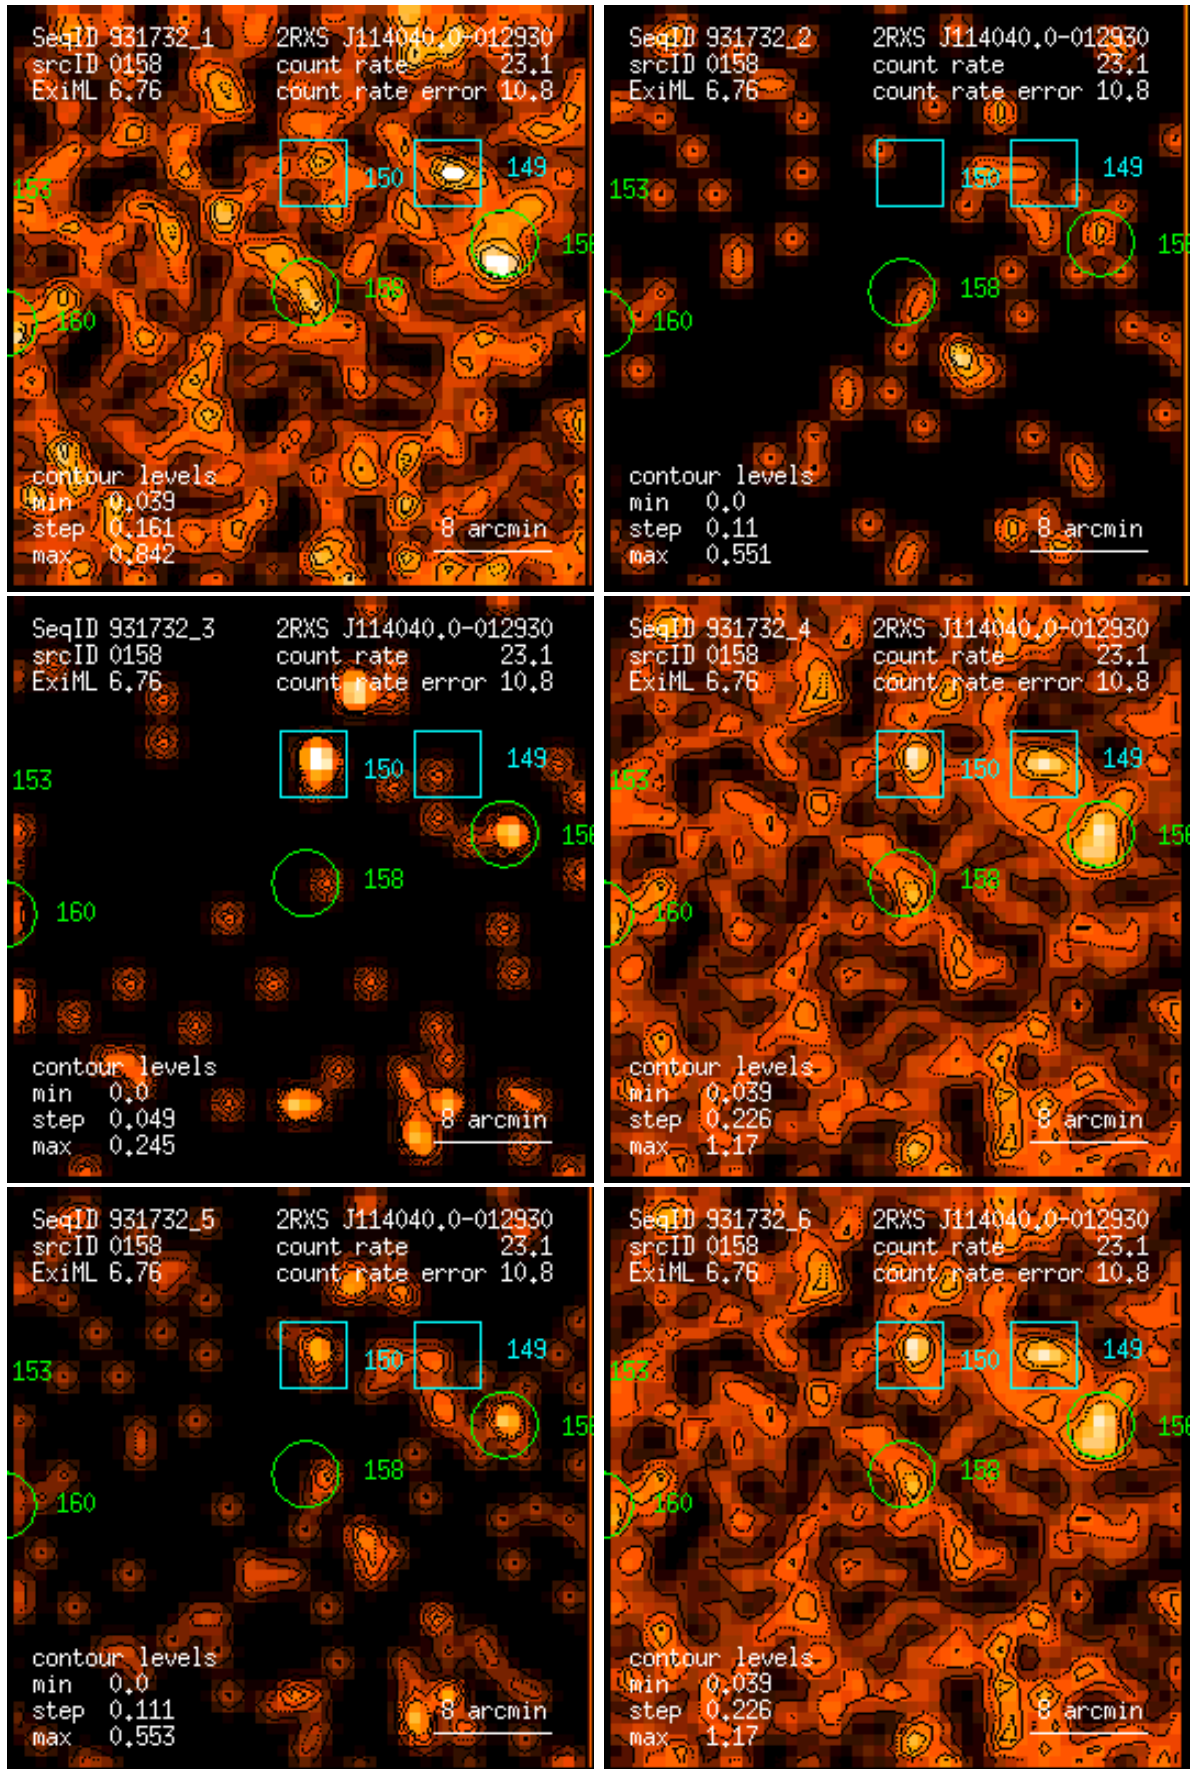 SeqID 931732_1 2RXS J114040.0-012930
srcID 0158 count rate 23.1
ExiML 6.76 count rate error 10.8
149
150
153
156
158
160
contour levels
min 0.039
step 0.161 8 arcmin
max 0.842
SeqID 931732_2 2RXS J114040.0-012930
srcID 0158 count rate 23.1
ExiML 6.76 count rate error 10.8
149
150
153
156
158
160
contour levels
min 0.0
step 0.11 8 arcmin
max 0.551
SeqID 931732_3 2RXS J114040.0-012930
srcID 0158 count rate 23.1
ExiML 6.76 count rate error 10.8
149
150
153
156
158
160
contour levels
min 0.0
step 0.049 8 arcmin
max 0.245
SeqID 931732_4 2RXS J114040.0-012930
srcID 0158 count rate 23.1
ExiML 6.76 count rate error 10.8
149
150
153
156
158
160
contour levels
min 0.039
step 0.226 8 arcmin
max 1.17
SeqID 931732_5 2RXS J114040.0-012930
srcID 0158 count rate 23.1
ExiML 6.76 count rate error 10.8
149
150
153
156
158
160
contour levels
min 0.0
step 0.111 8 arcmin
max 0.553
SeqID 931732_6 2RXS J114040.0-012930
srcID 0158 count rate 23.1
ExiML 6.76 count rate error 10.8
149
150
153
156
158
160
contour levels
min 0.039
step 0.226 8 arcmin
max 1.17